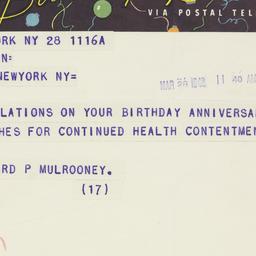 VIA POSTAL TEL
ORK NY 28 1116A
N:
NEWYORK NY=
MAR 28 1942 11 40 AM
LATIONS ON YOUR BIRTHDAY ANNIVERSA
HES FOR CONTINUED HEALTH CONTENTMEN
RD P MULROONEY.
(17)